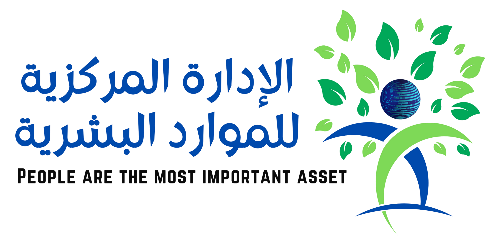 الإدارة المركزية
للموارد البشرية
PEOPLE ARE THE MOST IMPORTANT ASSET